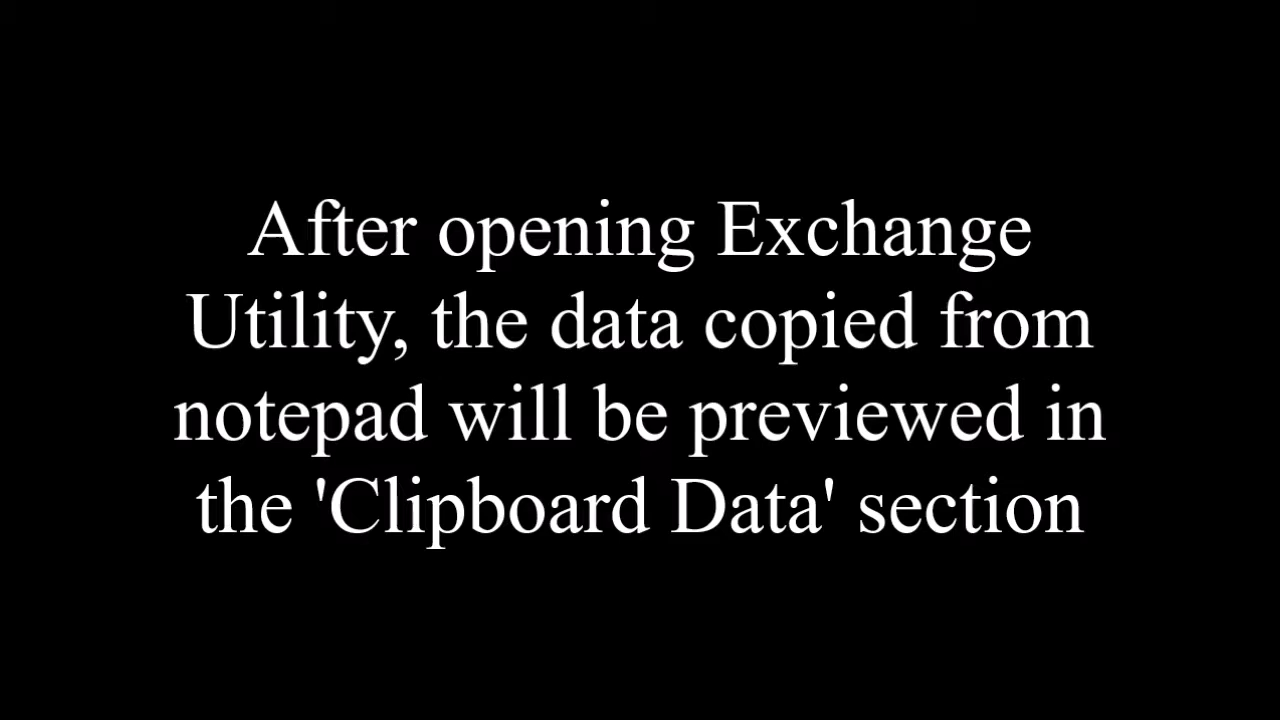 After opening Exchange
Utility, the data copied from
notepad will be previewed in
the 'Clipboard Data' section